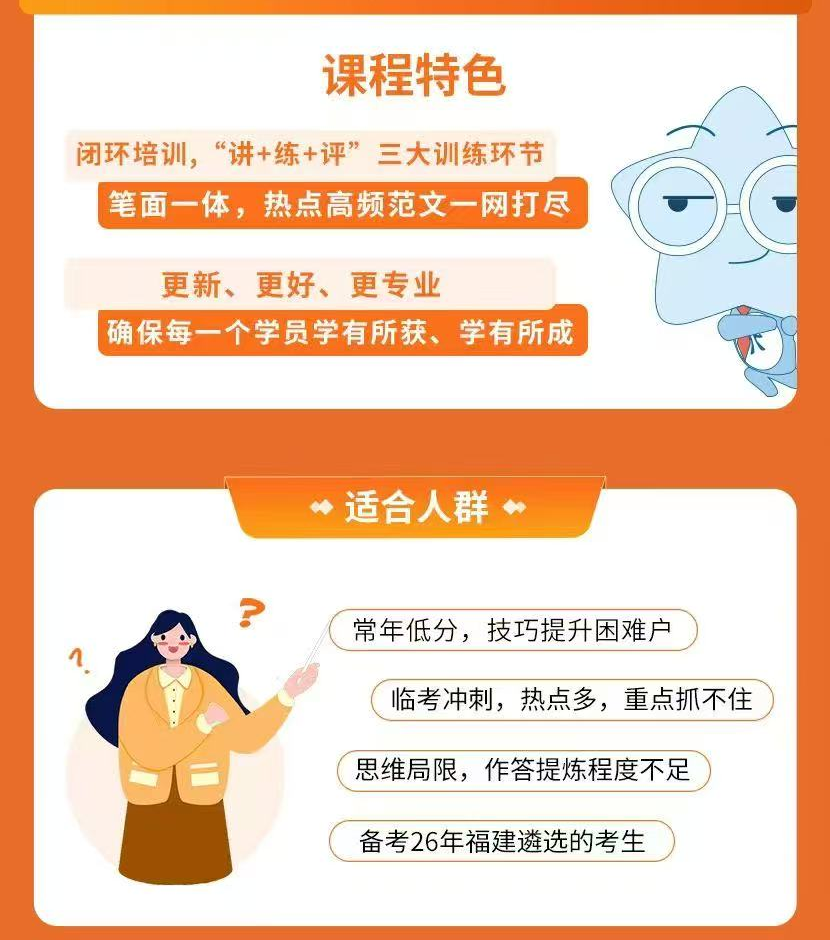 课程特色
闭环培训，“讲+练+评”三大训练环节
笔面一体，热点高频范文一网打尽
更新、更好、更专业
确保每一个学员学有所获、学有所成
适合人群
?
?
常年低分，技巧提升困难户
临考冲刺，热点多，重点抓不住
思维局限，作答提炼程度不足
备考26年福建遴选的考生